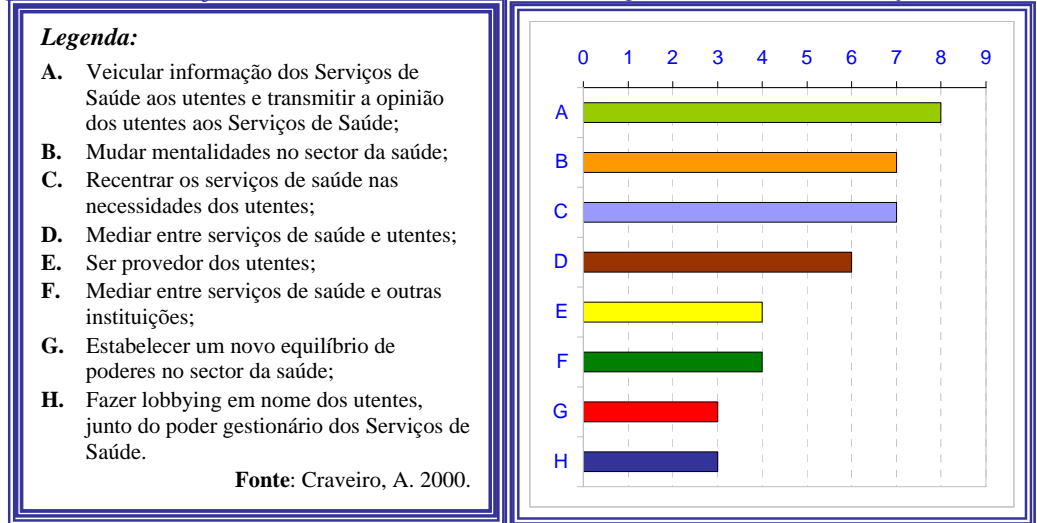 Legenda:
A. Veicular informação dos Serviços de
Saúde aos utentes e transmitir a opinião
dos utentes aos Serviços de Saúde;
B. Mudar mentalidades no sector da saúde;
C. Recentrar os serviços de saúde nas
necessidades dos utentes;
D. Mediar entre serviços de saúde e utentes;
E. Ser provedor dos utentes;
F. Mediar entre serviços de saúde e outras
instituições;
G. Estabelecer um novo equilíbrio de
poderes no sector da saúde;
H. Fazer lobbying em nome dos utentes,
junto do poder gestionário dos Serviços de
Saúde.
Fonte: Craveiro, A. 2000.
0 1 2 3 4 5 6 7 8 9
A
B
C
D
E
F
G
H